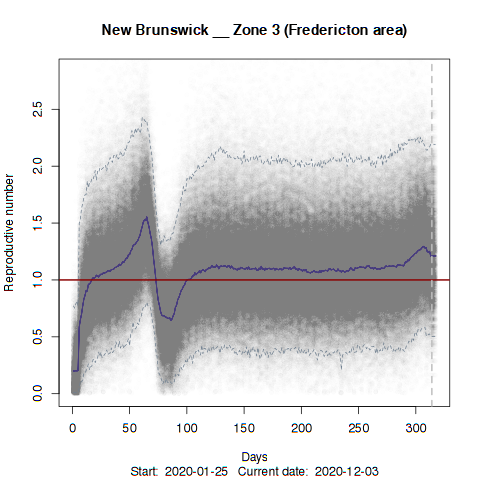 New Brunswick __ Zone 3 (Fredericton area)
Reproductive number
2.5
2.0
1.5
1.0
0.5
0.0
0 50 100 150 200 250 300
Days
Start: 2020-01-25 Current date: 2020-12-03